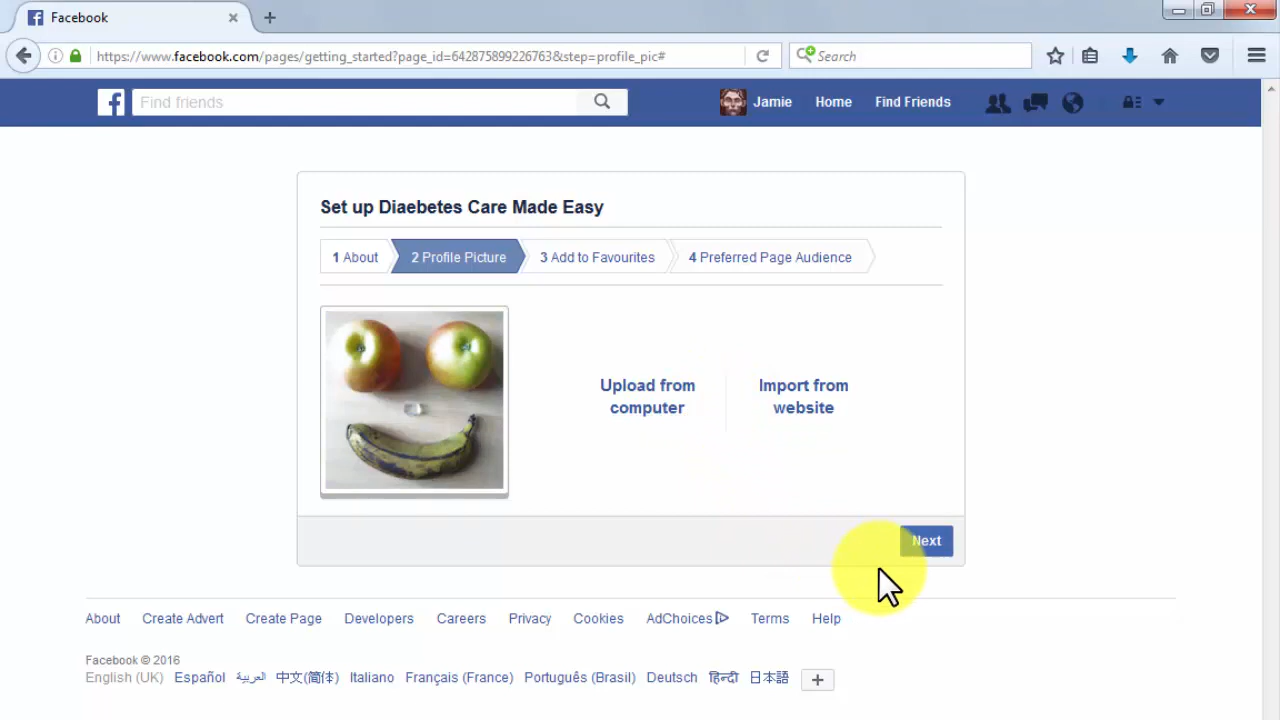 Facebook
https://www.facebook.com/pages/getting_started?page_id=642875899226763&step=profile_pic#
Search
Find friends
Jamie
Home
Find Friends
Set up Diaebetes Care Made Easy
1 About
2 Profile Picture
3 Add to Favourites
4 Preferred Page Audience
Upload from
computer
Import from
website
Next
About Create Advert Create Page Developers Careers Privacy Cookies AdChoices Terms Help
Facebook © 2016
English (UK) Español العربية 中文(简体) Italiano Français (France) Português (Brasil) Deutsch हिन्दी 日本語 +